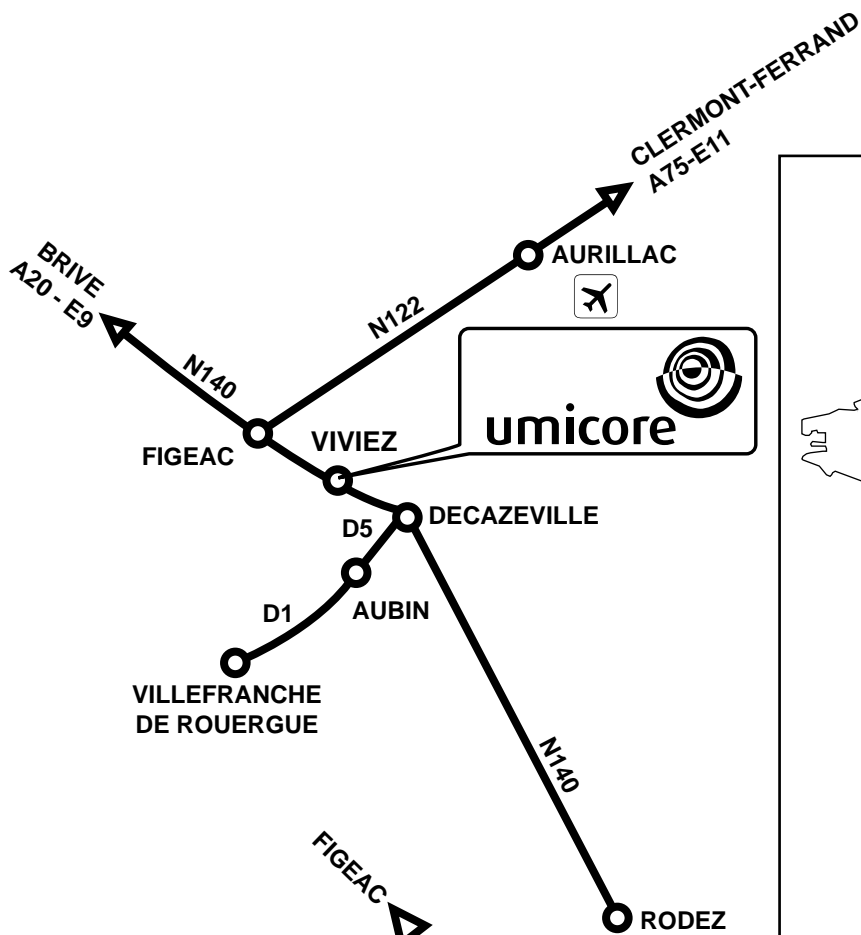 CLERMONT-FERRAND
A75-E11
BRIVE
A20 - E9
AURILLAC
N122
N140
umicore
VIVIEZ
FIGEAC
DECAZEVILLE
D5
AUBIN
D1
VILLEFRANCHE
DE ROUERGUE
N140
FIGEAC
RODEZ